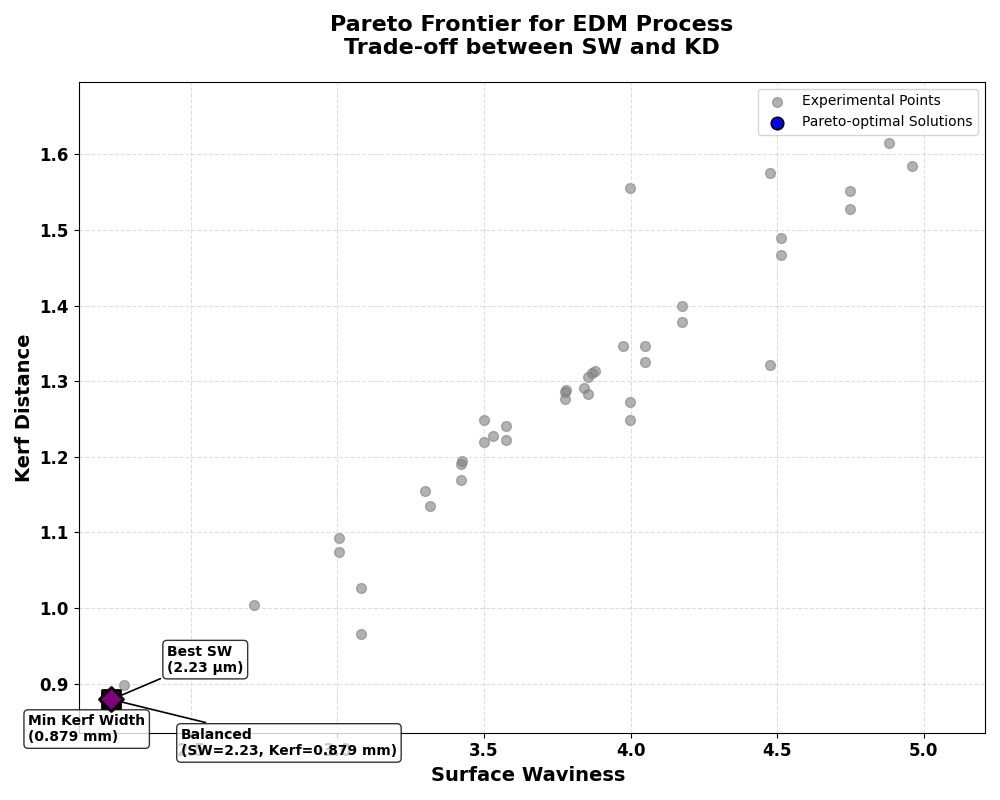 Pareto Frontier for EDM Process
Trade-off between SW and KD
Experimental Points
Pareto-optimal Solutions
Kerf Distance
1.6
1.5
1.4
1.3
1.2
1.1
1.0
0.9
Best SW
(2.23 μm)
Min Kerf Width
(0.879 mm)
Balanced
(SW=2.23, Kerf=0.879 mm)
3.5
4.0
4.5
5.0
Surface Waviness